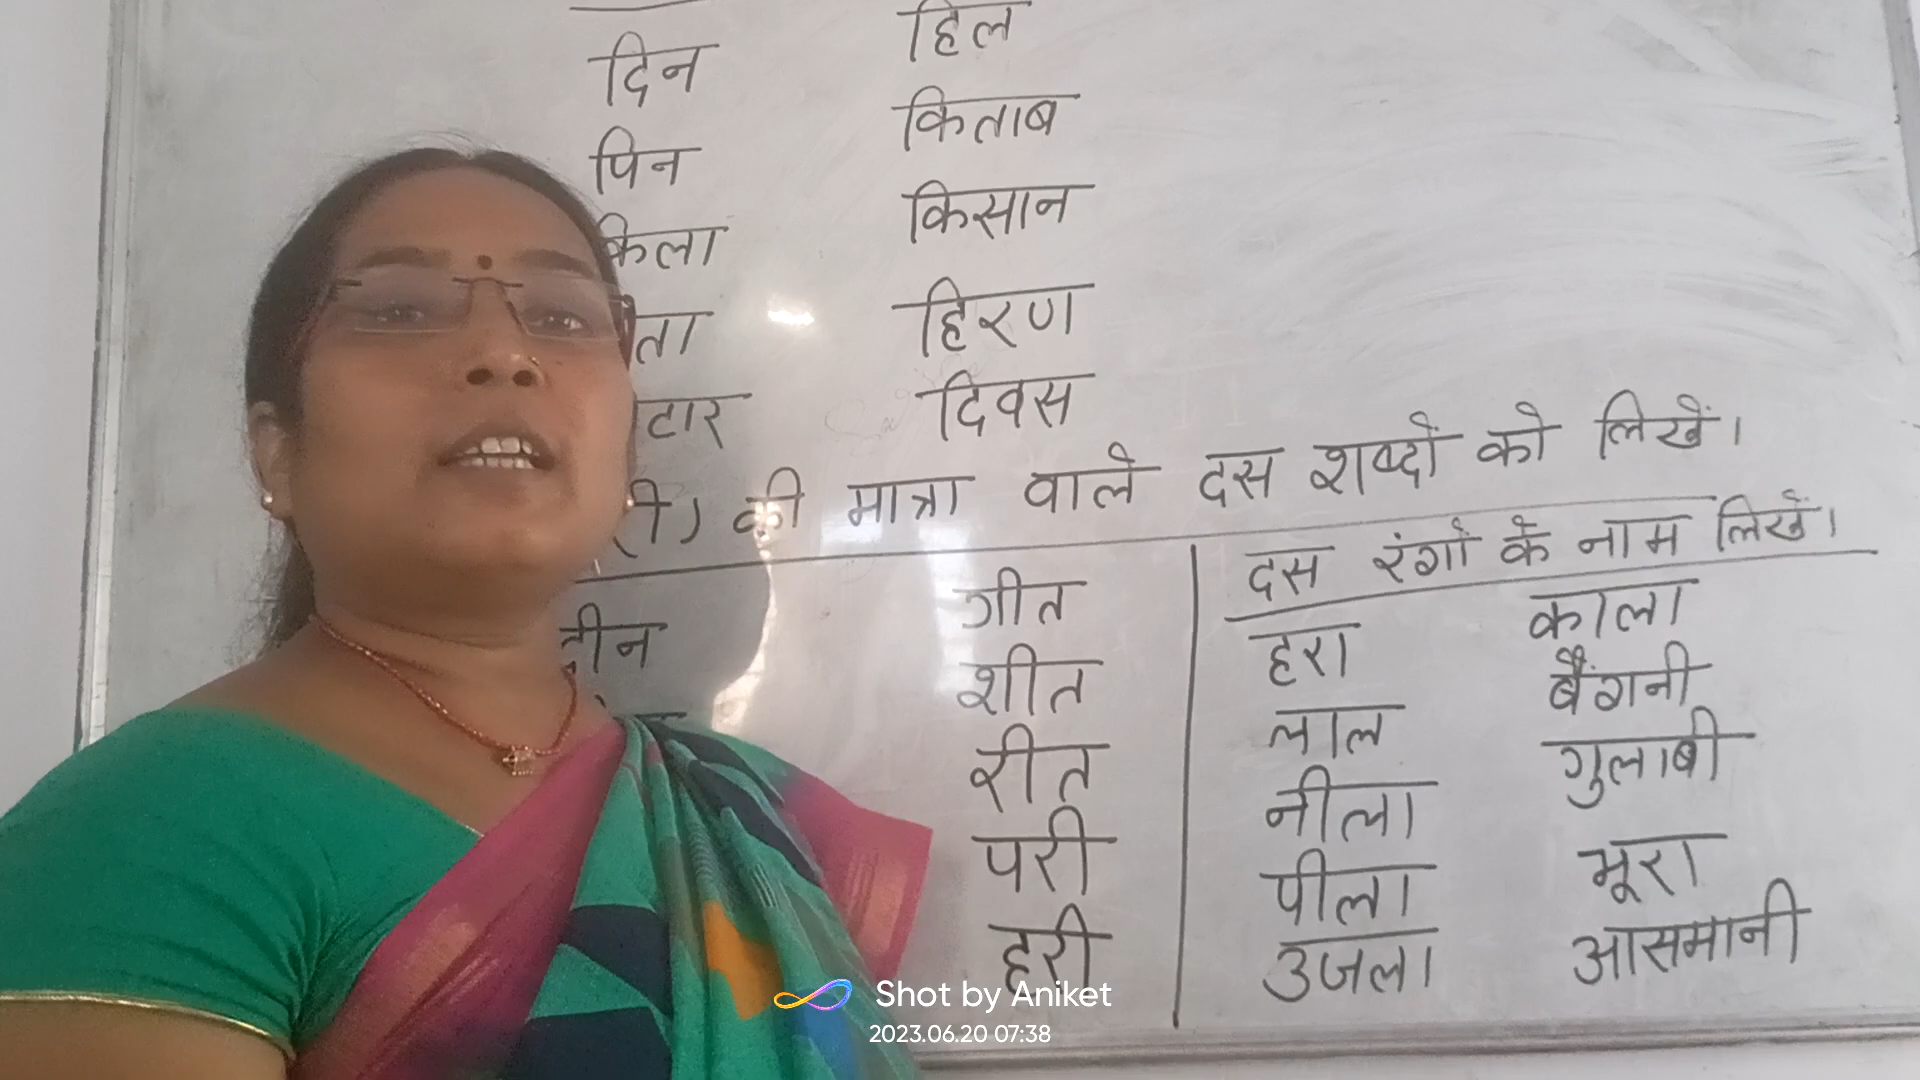 दिन हिल
पिन किताब
किला किसान
ता हिरण
टार दिवस
(ी) की मात्रा वाले दस शब्दों को लिखें।
दस रंगों के नाम लिखें।
गीत हरा काला
शीत लाल बैंगनी
रीत नीला गुलाबी
परी पीला भूरा
हरी उजला आसमानी
Shot by Aniket
2023.06.20 07:38